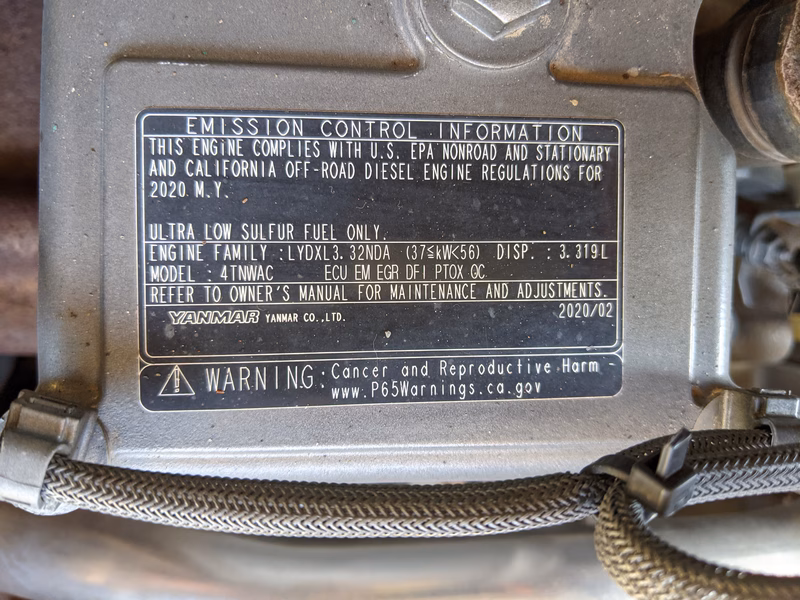 EMISSION CONTROL INFORMATION
THIS ENGINE COMPLIES WITH U.S. EPA NONROAD AND STATIONARY
AND CALIFORNIA OFF-ROAD DIESEL ENGINE REGULATIONS FOR
2020 M.Y.
ULTRA LOW SULFUR FUEL ONLY.
ENGINE FAMILY :LYDXL3.32NDA (37≦kW<56) DISP. : 3.319L
MODEL : 4TNWAC ECU EM EGR DFI PTOX OC
REFER TO OWNER'S MANUAL FOR MAINTENANCE AND ADJUSTMENTS.
YANMAR YANMAR CO.,LTD. 2020/02
WARNING: Cancer and Reproductive Harm
www.P65Warnings.ca.gov